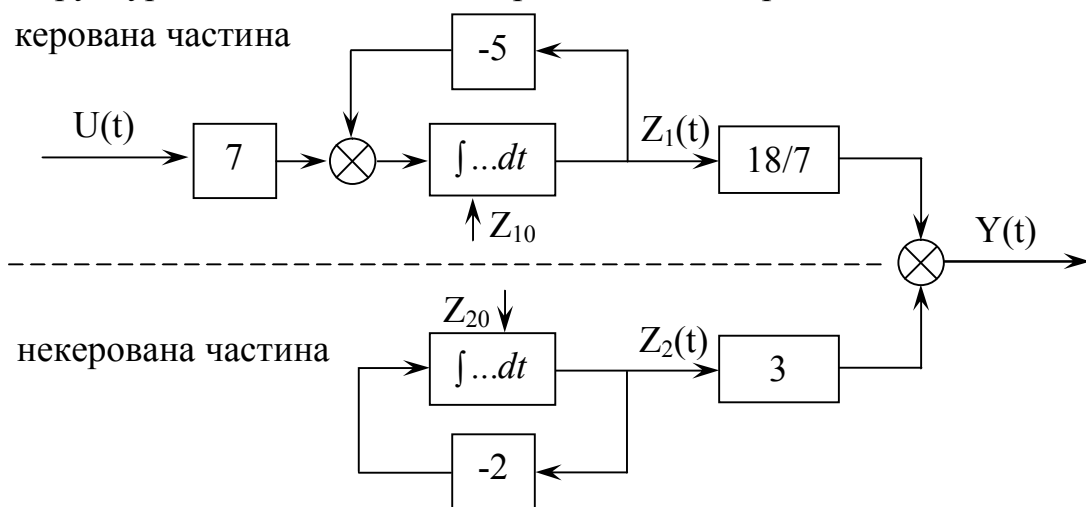 керована частина
-5
U(t)
7
∫...dt
Z₁(t)
18/7
Z₁₀
Y(t)
Z₂₀
некерована частина
∫...dt
Z₂(t)
3
-2